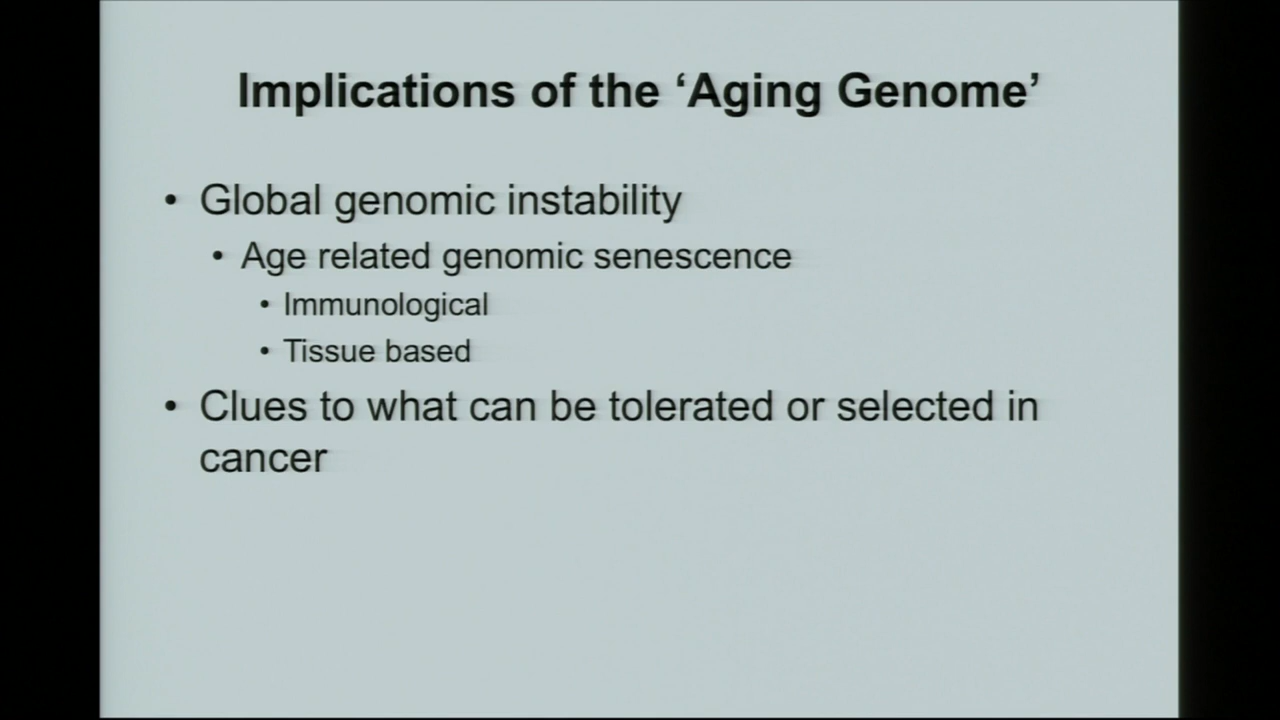 Implications of the ‘Aging Genome’
• Global genomic instability
• Age related genomic senescence
• Immunological
• Tissue based
• Clues to what can be tolerated or selected in
cancer